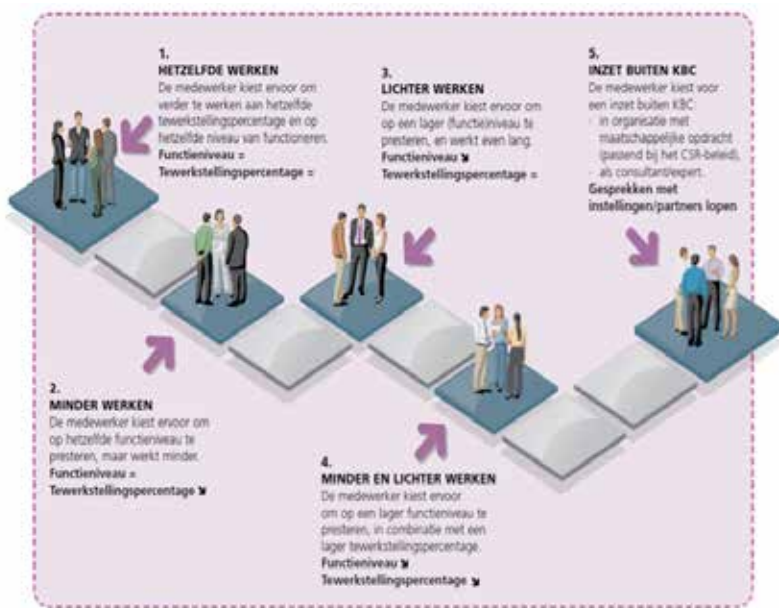 1.
HETZELFDE WERKEN
De medewerker kiest ervoor om
verder te werken aan hetzelfde
tewerkstellingspercentage en op
hetzelfde niveau van functioneren.
Functieniveau =
Tewerkstellingspercentage =
2.
MINDER WERKEN
De medewerker kiest ervoor om
op hetzelfde functieniveau te
presteren, maar werkt minder.
Functieniveau =
Tewerkstellingspercentage ↘
3.
LICHTER WERKEN
De medewerker kiest ervoor om
op een lager (functie)niveau te
presteren, en werkt even lang.
Functieniveau ↘
Tewerkstellingspercentage =
4.
MINDER EN LICHTER WERKEN
De medewerker kiest ervoor
om op een lager functieniveau te
presteren, in combinatie met een
lager tewerkstellingspercentage.
Functieniveau ↘
Tewerkstellingspercentage ↘
5.
INZET BUITEN KBC
De medewerker kiest voor
een inzet buiten KBC:
- in organisatie met
maatschappelijke opdracht
(passend bij het CSR-beleid),
- als consultant/expert.
Gesprekken met
instellingen/partners lopen